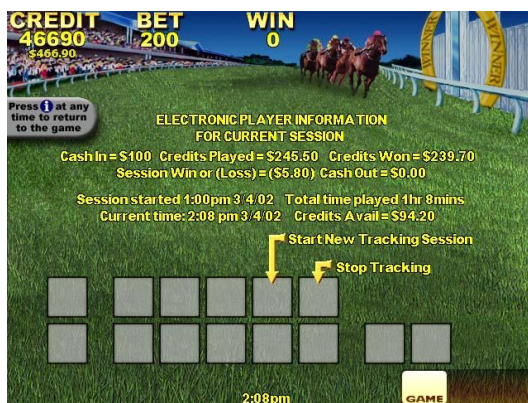 CREDIT BET WIN
46690 200 0
$466.90
WINNER
WINNER
Press i at any
time to return
to the game
ELECTRONIC PLAYER INFORMATION
FOR CURRENT SESSION
Cash In = $100 Credits Played = $245.50 Credits Won = $239.70
Session Win or (Loss) = ($5.80) Cash Out = $0.00
Session started 1:00pm 3/4/02 Total time played 1hr 8mins
Current time: 2:08 pm 3/4/02 Credits Avail = $94.20
Start New Tracking Session
Stop Tracking
2:08pm
GAME